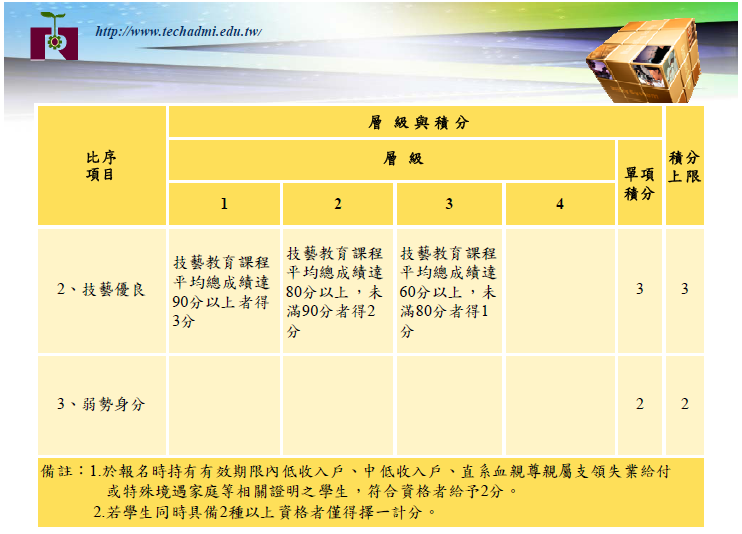 http://www.techadmi.edu.tw/
層 級 與 積 分
比序
項目
層 級
單項
積分
積分
上限
1
2
3
4
2、技藝優良
技藝教育課程
平均總成績達
90分以上者得
3分
技藝教育課程
平均總成績達
80分以上，未
滿90分者得2
分
技藝教育課程
平均總成績達
60分以上，未
滿80分者得1
分
3
3
3、弱勢身分
2
2
備註：1.於報名時持有有效期限內低收入戶、中低收入戶、直系血親尊親屬支領失業給付
或特殊境遇家庭等相關證明之學生，符合資格者給予2分。
2.若學生同時具備2種以上資格者僅得擇一計分。